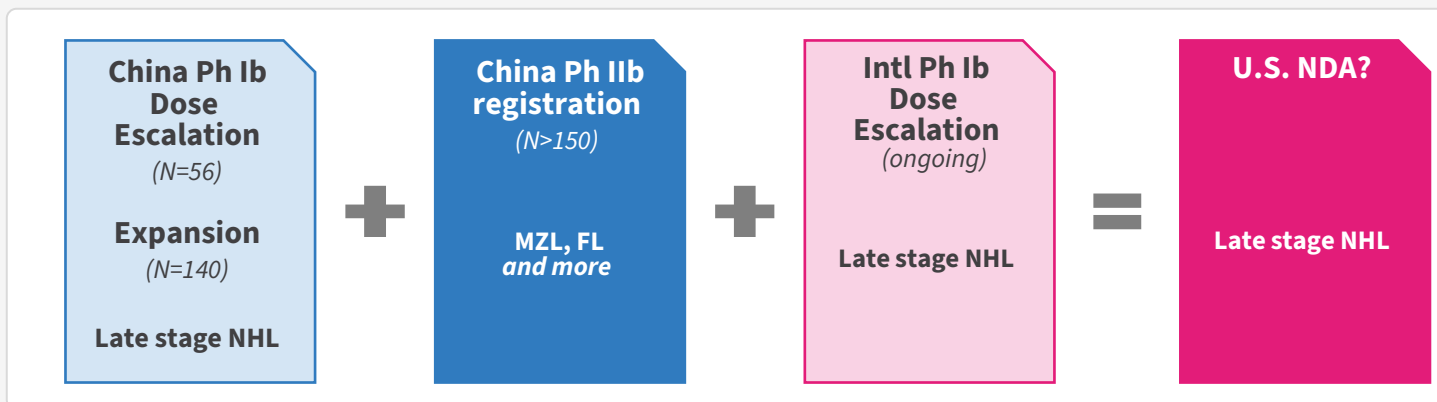 China Ph Ib
Dose
Escalation
(N=56)
Expansion
(N=140)
Late stage NHL
China Ph IIb
registration
(N>150)
MZL, FL
and more
Intl Ph Ib
Dose
Escalation
(ongoing)
Late stage NHL
U.S. NDA?
Late stage NHL